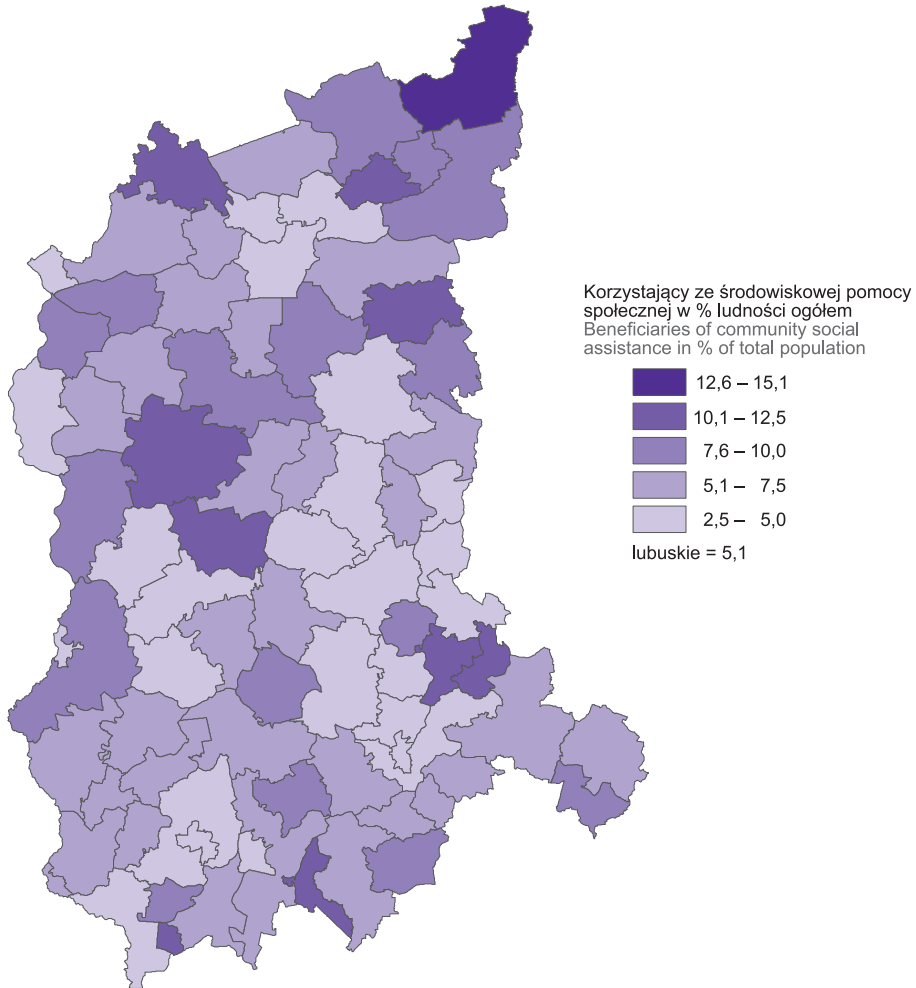 Korzystający ze środowiskowej pomocy
społecznej w % ludności ogółem
Beneficiaries of community social
assistance in % of total population
12,6 – 15,1
10,1 – 12,5
7,6 – 10,0
5,1 – 7,5
2,5 – 5,0
lubuskie = 5,1